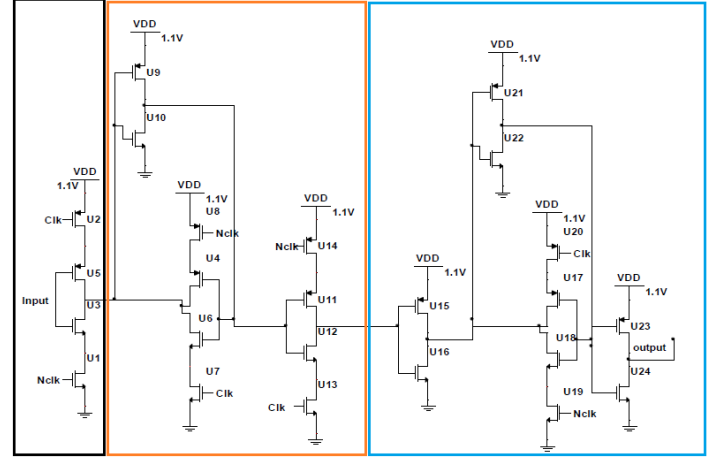 VDD
1.1V
U9
U10
VDD
1.1V
U2
Clk
U5
Input
U3
U1
Nclk
VDD
1.1V
U8
Nclk
U4
U6
U7
Clk
VDD
1.1V
Nclk
U14
U11
U12
U13
Clk
VDD
1.1V
U15
U16
VDD
1.1V
U21
U22
VDD
1.1V
U20
Clk
U17
U18
U19
Nclk
VDD
1.1V
U23
output
U24